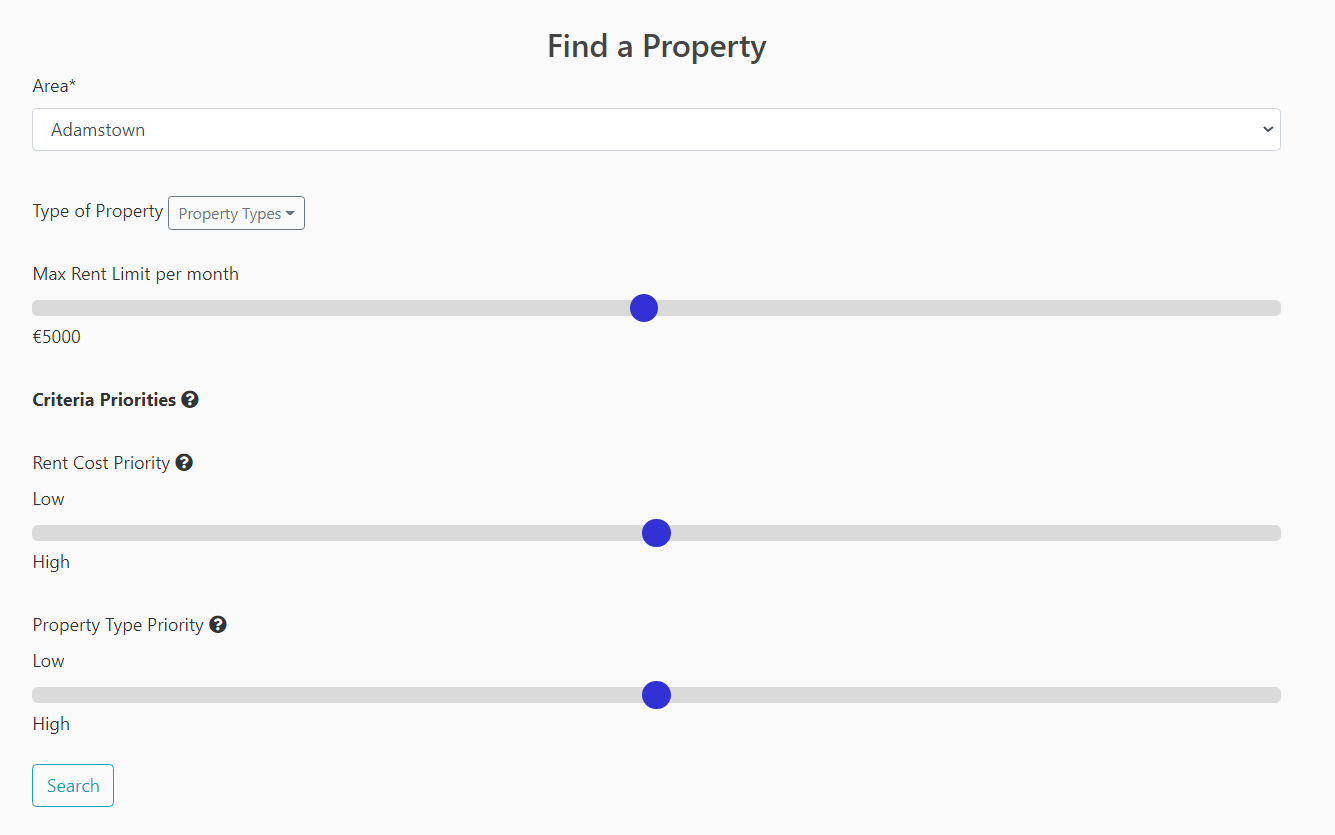 Find a Property
Area*
Adamstown
Type of Property Property Types
Max Rent Limit per month
€5000
Criteria Priorities ?
Rent Cost Priority ?
Low
High
Property Type Priority ?
Low
High
Search